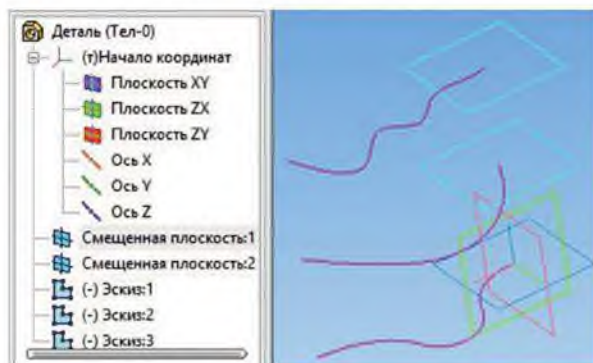 Деталь (Тел-0)
(т)Начало координат
Плоскость XY
Плоскость ZX
Плоскость ZY
Ось X
Ось Y
Ось Z
Смещенная плоскость:1
Смещенная плоскость:2
(-) Эскиз:1
(-) Эскиз:2
(-) Эскиз:3